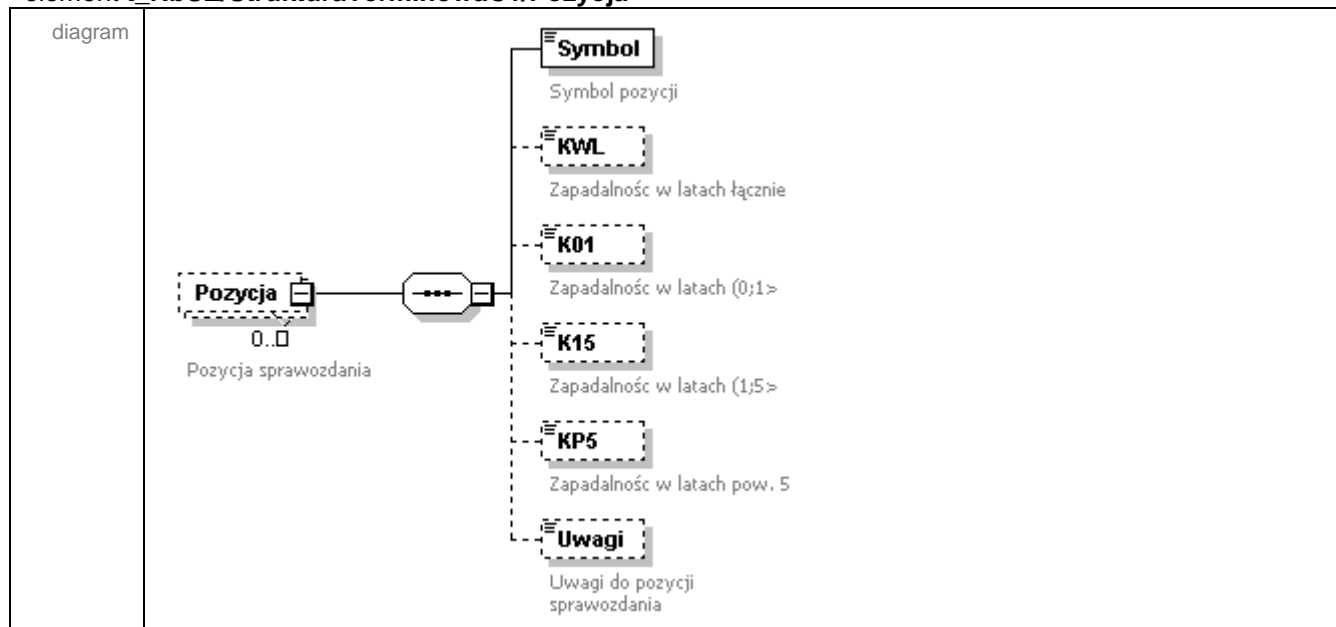 diagram
Symbol
Symbol pozycji
KWL
Zapadalnośc w latach łącznie
K01
Zapadalnośc w latach (0;1>
Pozycja
0..
Pozycja sprawozdania
K15
Zapadalnośc w latach (1;5>
KP5
Zapadalnośc w latach pow. 5
Uwagi
Uwagi do pozycji
sprawozdania